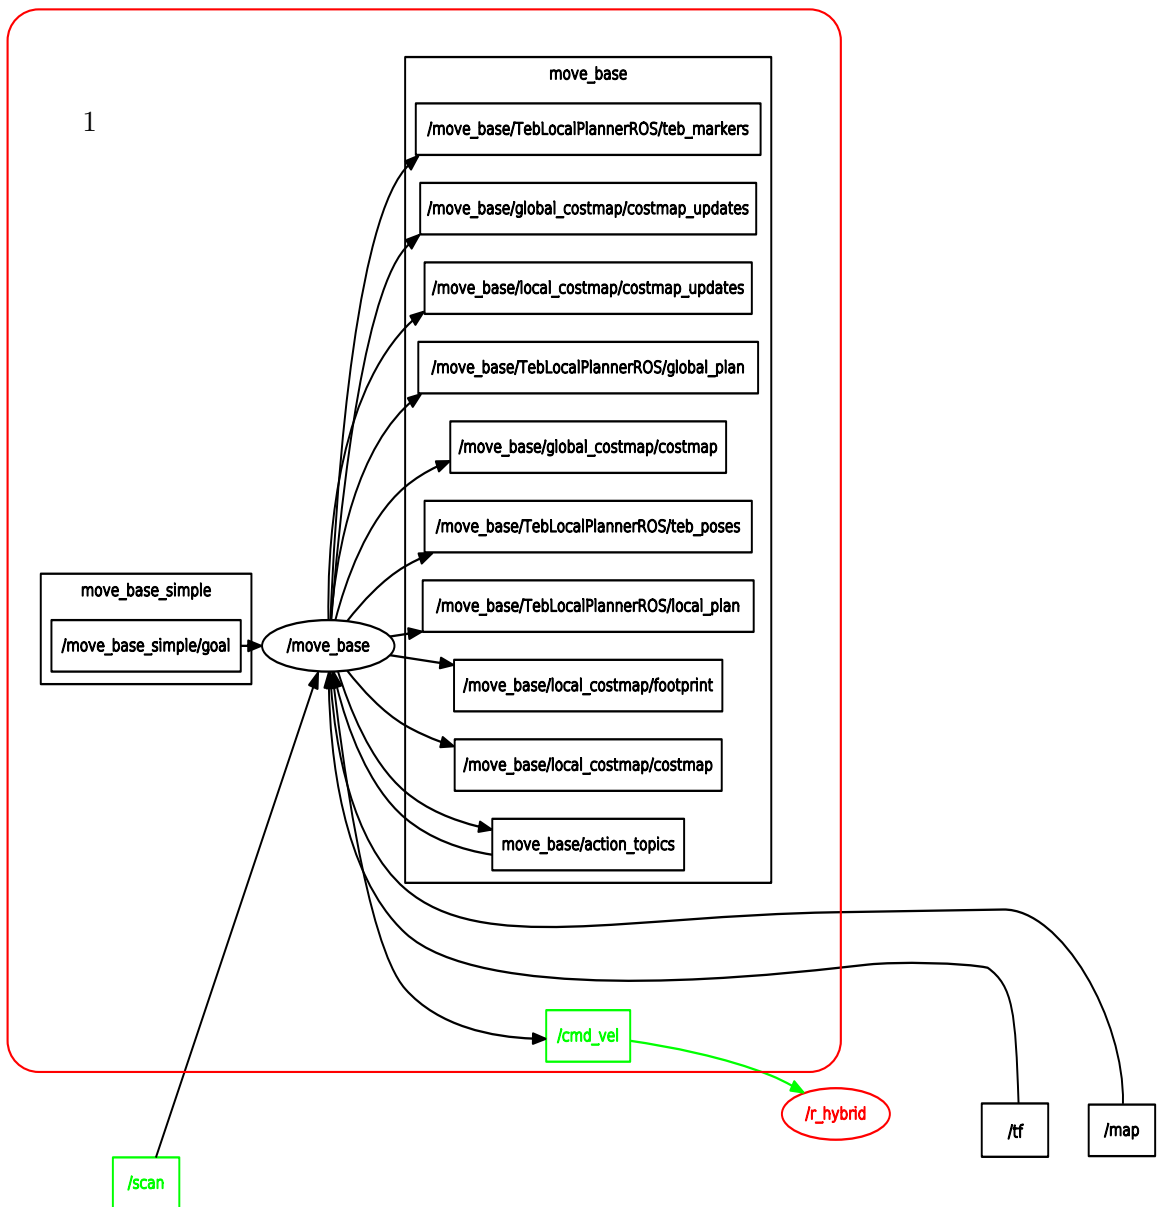 move_base
1
/move_base/TebLocalPlannerROS/teb_markers
/move_base/global_costmap/costmap_updates
/move_base/local_costmap/costmap_updates
/move_base/TebLocalPlannerROS/global_plan
/move_base/global_costmap/costmap
/move_base/TebLocalPlannerROS/teb_poses
move_base_simple
/move_base/TebLocalPlannerROS/local_plan
/move_base_simple/goal
/move_base
/move_base/local_costmap/footprint
/move_base/local_costmap/costmap
move_base/action_topics
/cmd_vel
/r_hybrid
/tf
/map
/scan